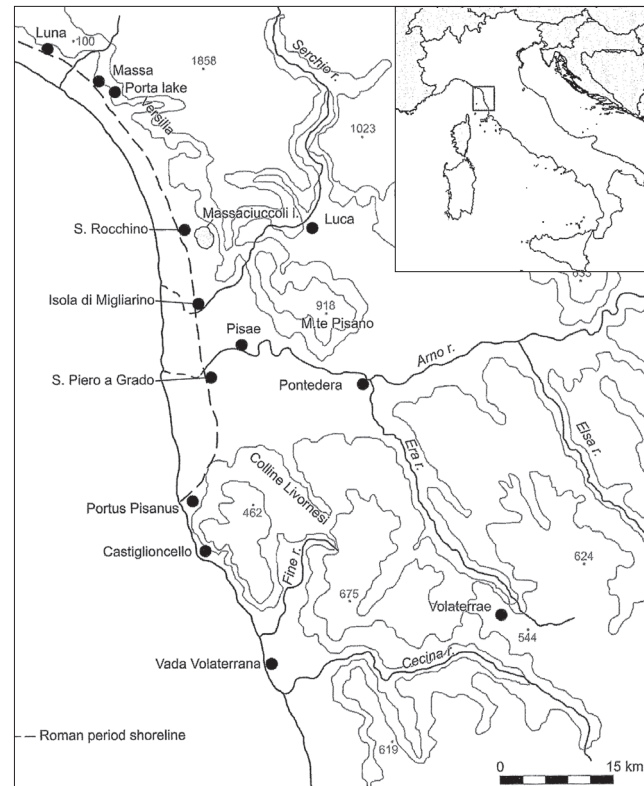 Luna
100
Massa
Porta lake
Versilia
1858
Serchio r.
1023
Massaciuccoli l.
Luca
S. Rocchino
Isola di Migliarino
918
M.te Pisano
Pisae
Arno r.
S. Piero a Grado
Pontedera
Era r.
Elsa r.
Colline Livornesi
462
Portus Pisanus
Castiglioncello
Fine r.
675
624
Volaterrae
544
Vada Volaterrana
Cecina r.
619
Roman period shoreline
0 15 km